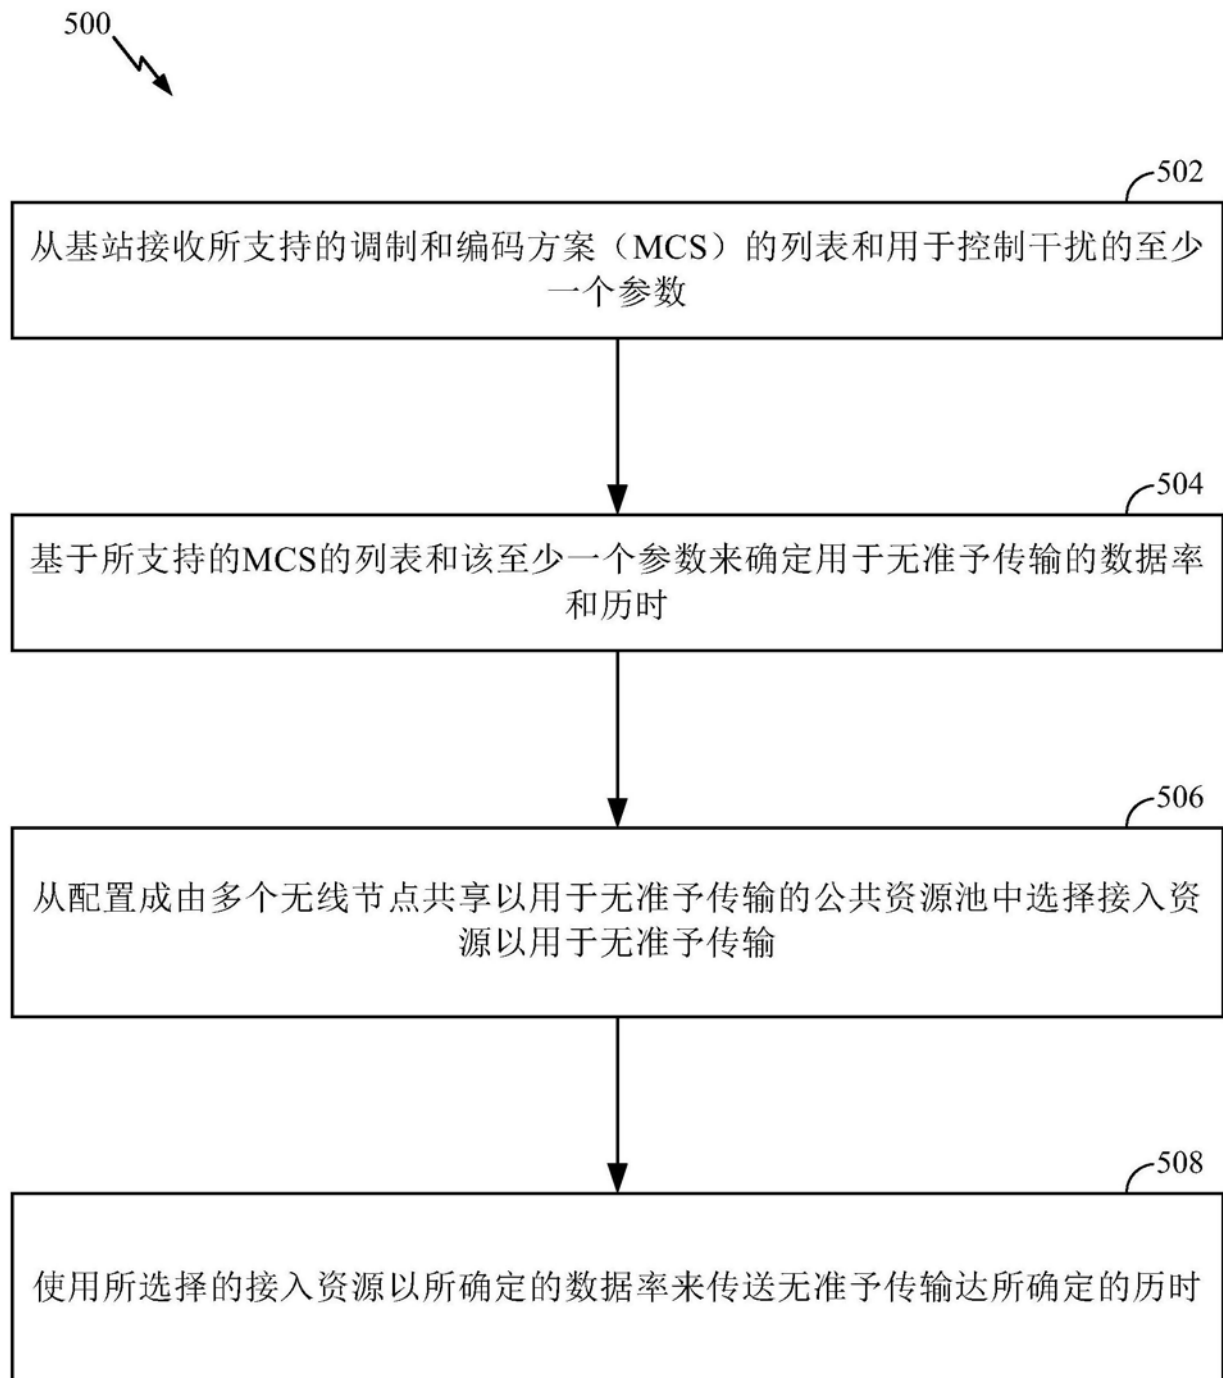 500
502
从基站接收所支持的调制和编码方案（MCS）的列表和用于控制干扰的至少
一个参数
504
基于所支持的MCS的列表和该至少一个参数来确定用于无准予传输的数据率
和历时
506
从配置成由多个无线节点共享以用于无准予传输的公共资源池中选择接入资
源以用于无准予传输
508
使用所选择的接入资源以所确定的数据率来传送无准予传输达所确定的历时